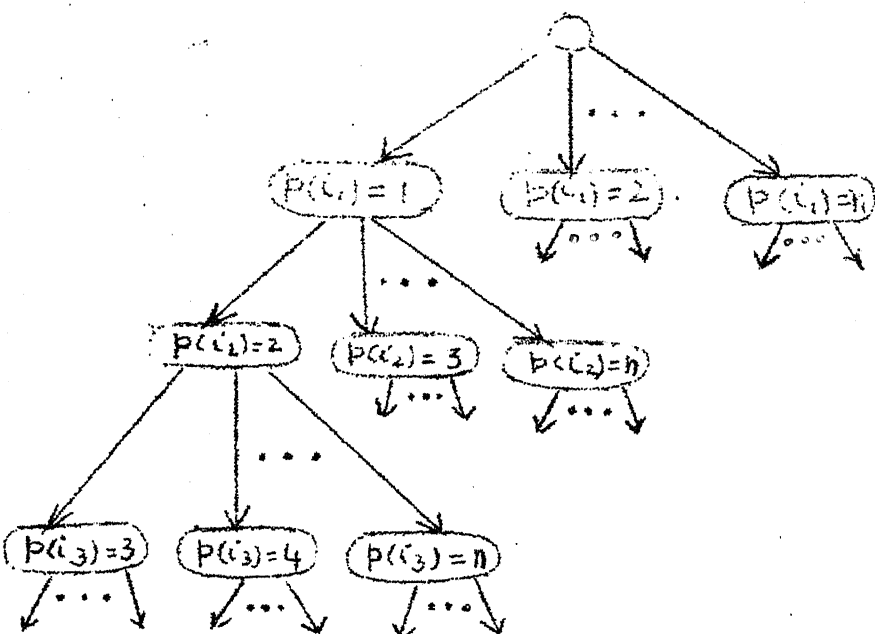 p(i₁) = 1 p(i₁) = 2 p(i₁) = n
p(i₂) = 2 p(i₂) = 3 p(i₂) = n
p(i₃) = 3 p(i₃) = 4 p(i₃) = n